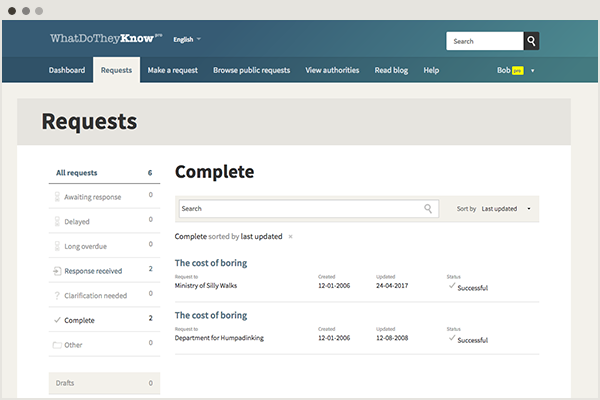 WhatDoTheyKnow pro English Search
Dashboard Requests Make a request Browse public requests View authorities Read blog Help Bob pro
Requests
All requests 6
Awaiting response 0
Delayed 0
Long overdue 0
Response received 2
Clarification needed 0
Complete 2
Other 0
Drafts 0
Complete
Search Sort by Last updated
Complete sorted by last updated ×
The cost of boring
Request to Created Updated Status
Ministry of Silly Walks 12-01-2006 24-04-2017 Successful
The cost of boring
Request to Created Updated Status
Department for Humpadinking 12-01-2006 12-08-2008 Successful